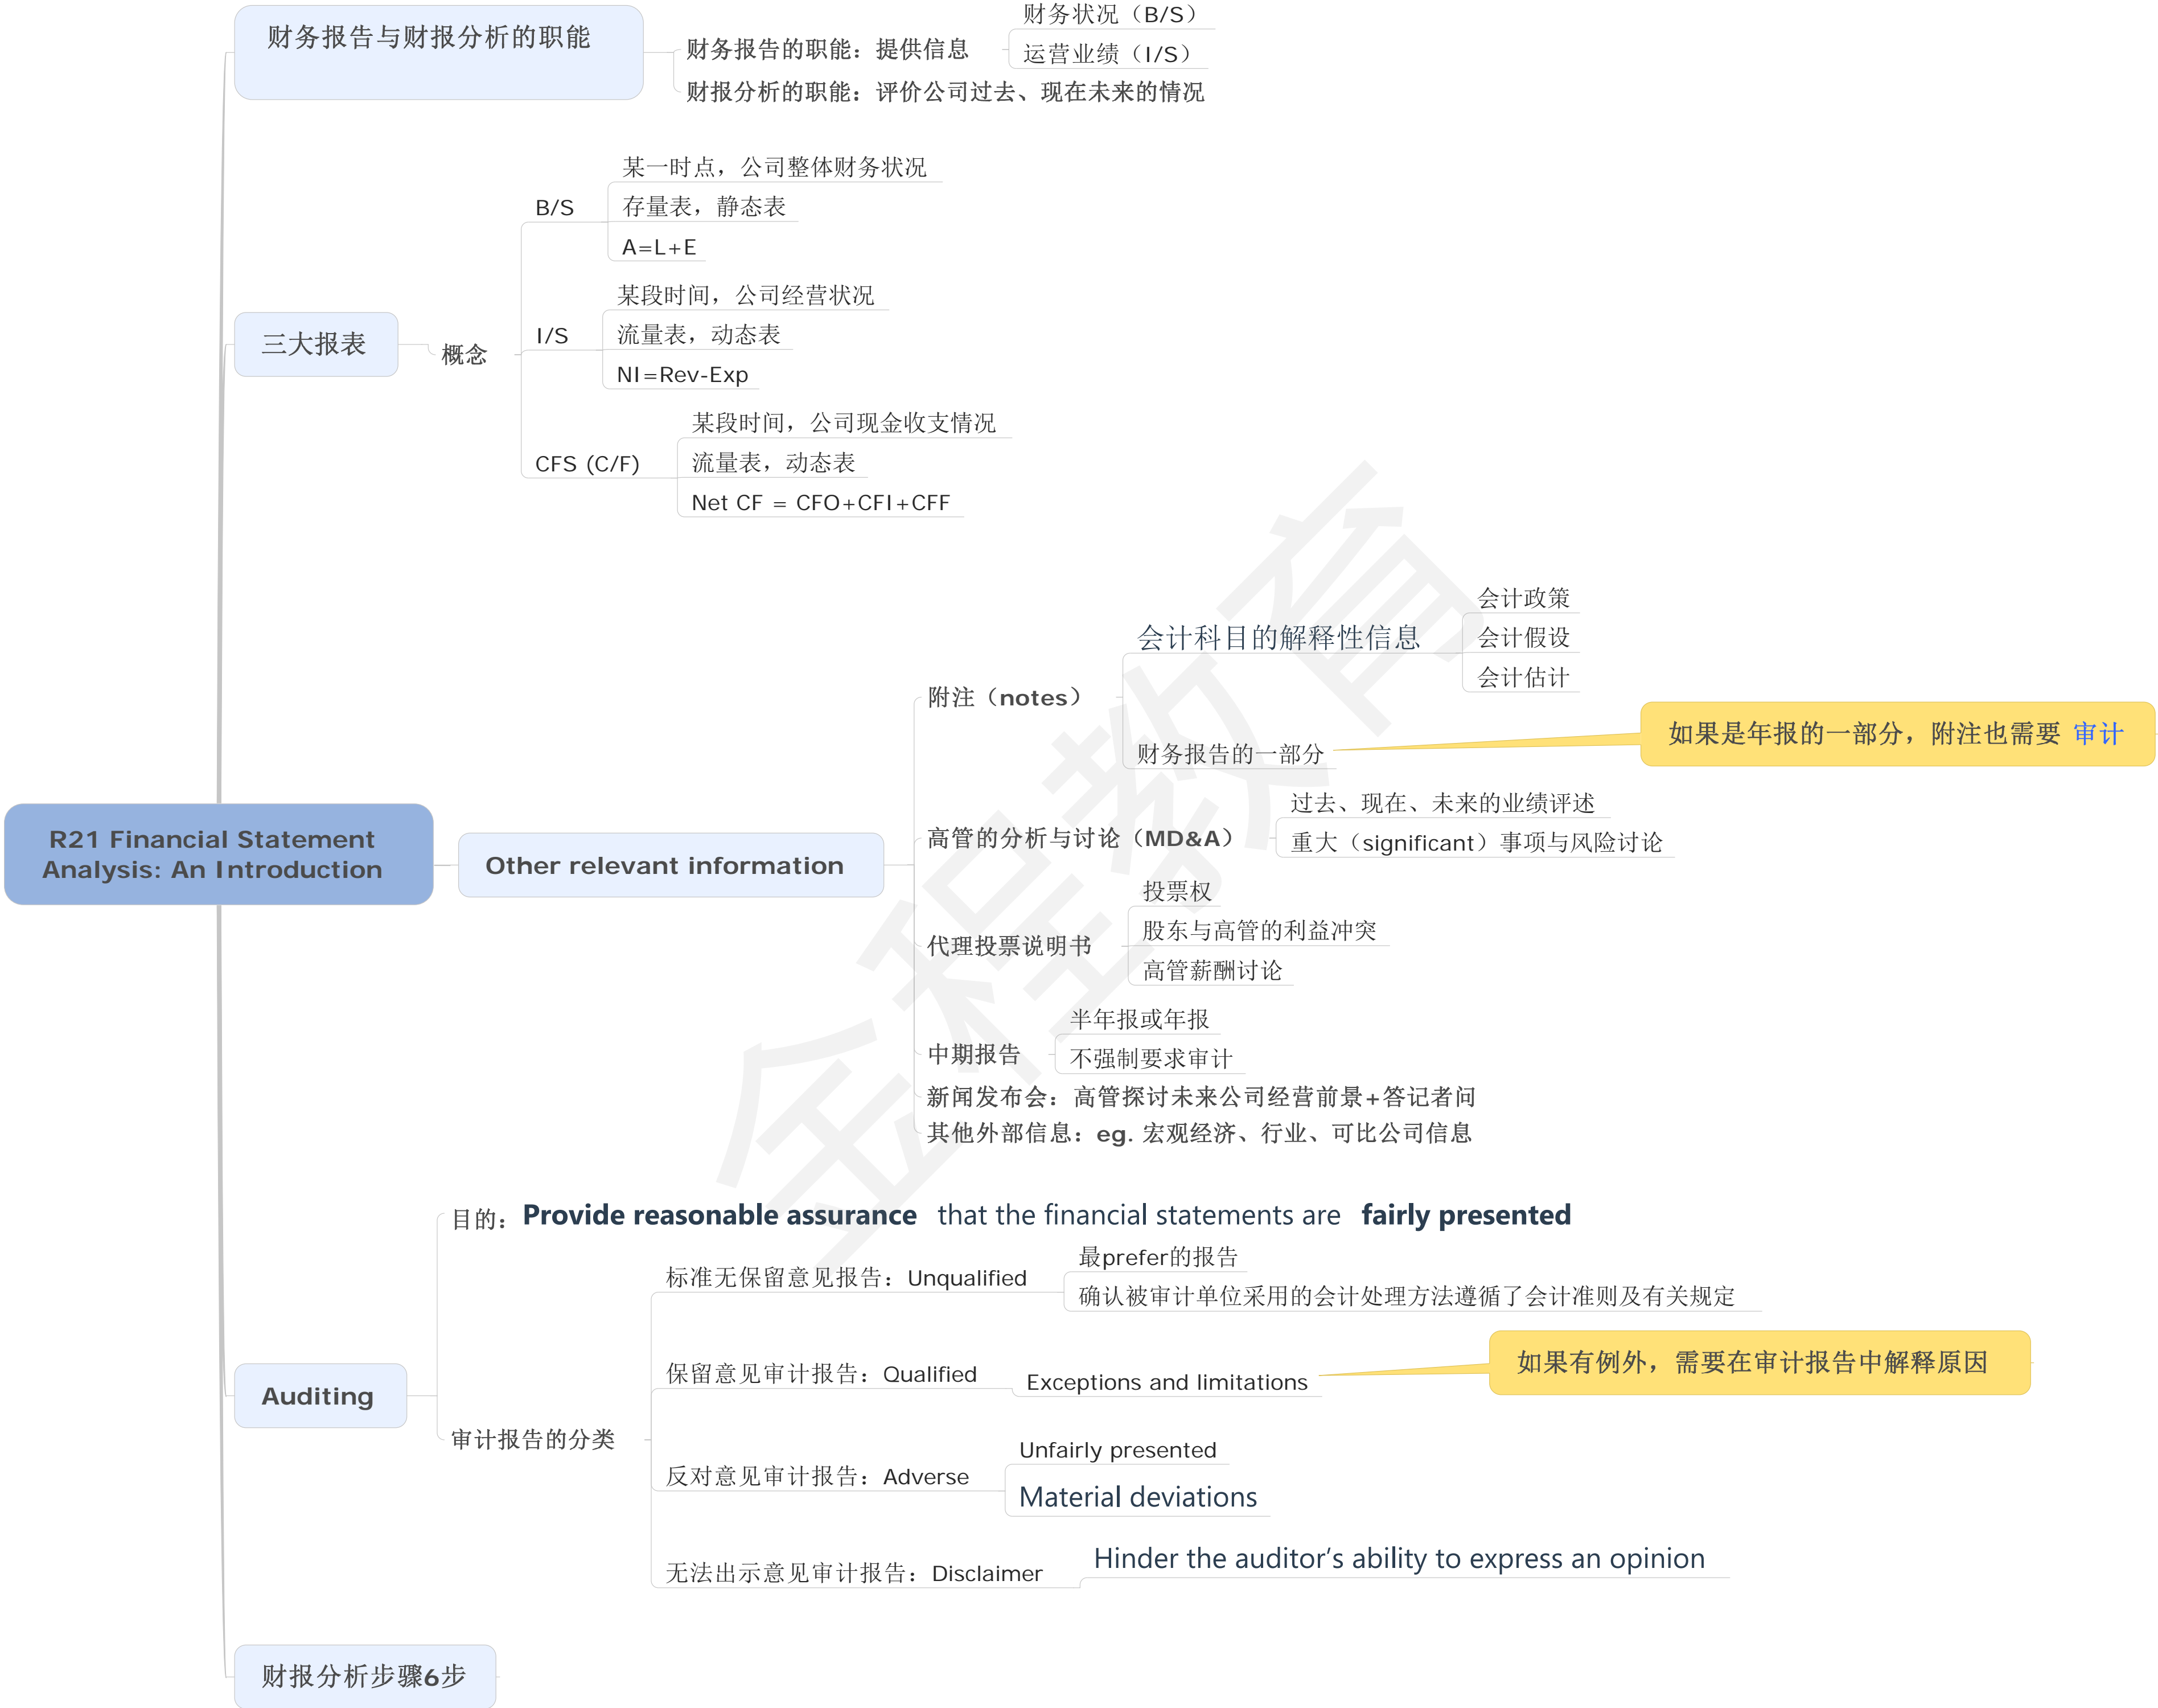 财务报告与财报分析的职能
财务报告的职能：提供信息
财务状况（B/S）
运营业绩（I/S）
财报分析的职能：评价公司过去、现在未来的情况
三大报表
概念
B/S
某一时点，公司整体财务状况
存量表，静态表
A=L+E
I/S
某段时间，公司经营状况
流量表，动态表
NI=Rev-Exp
CFS (C/F)
某段时间，公司现金收支情况
流量表，动态表
Net CF = CFO+CFI+CFF
R21 Financial Statement
Analysis: An Introduction
Other relevant information
附注（notes）
会计科目的解释性信息
会计政策
会计假设
会计估计
财务报告的一部分
如果是年报的一部分，附注也需要 审计
高管的分析与讨论（MD&A）
过去、现在、未来的业绩评述
重大（significant）事项与风险讨论
代理投票说明书
投票权
股东与高管的利益冲突
高管薪酬讨论
中期报告
半年报或年报
不强制要求审计
新闻发布会：高管探讨未来公司经营前景+答记者问
其他外部信息：eg. 宏观经济、行业、可比公司信息
Auditing
目的：Provide reasonable assurance that the financial statements are fairly presented
审计报告的分类
标准无保留意见报告：Unqualified
最prefer的报告
确认被审计单位采用的会计处理方法遵循了会计准则及有关规定
保留意见审计报告：Qualified
Exceptions and limitations
如果有例外，需要在审计报告中解释原因
反对意见审计报告：Adverse
Unfairly presented
Material deviations
无法出示意见审计报告：Disclaimer
Hinder the auditor’s ability to express an opinion
财报分析步骤6步
金程教育